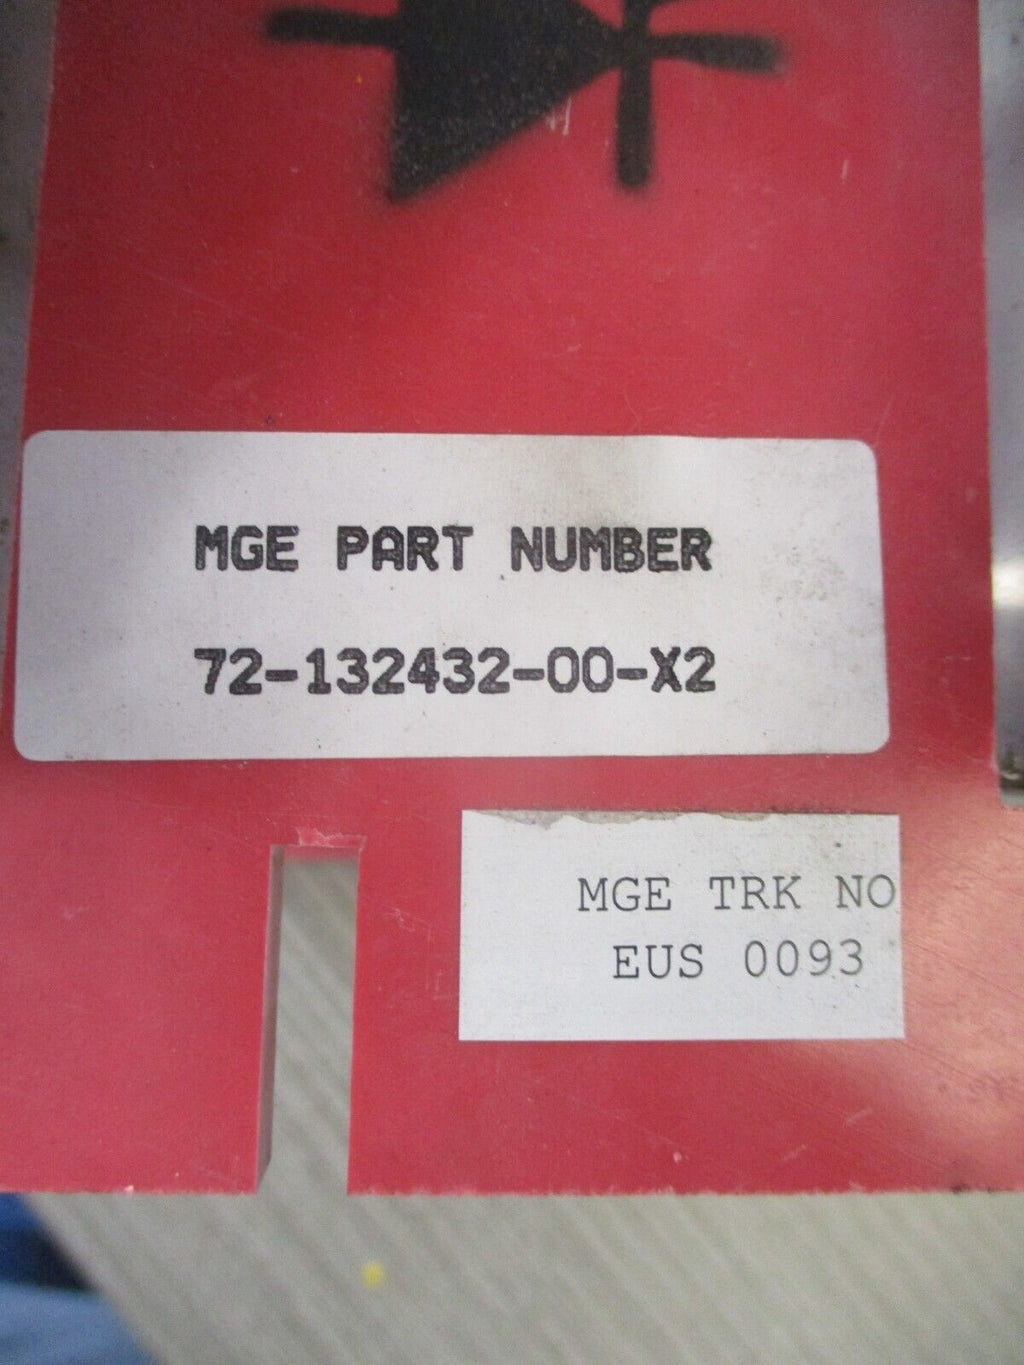 MGE PART NUMBER
72-132432-00-X2
MGE TRK NO
EUS 0093